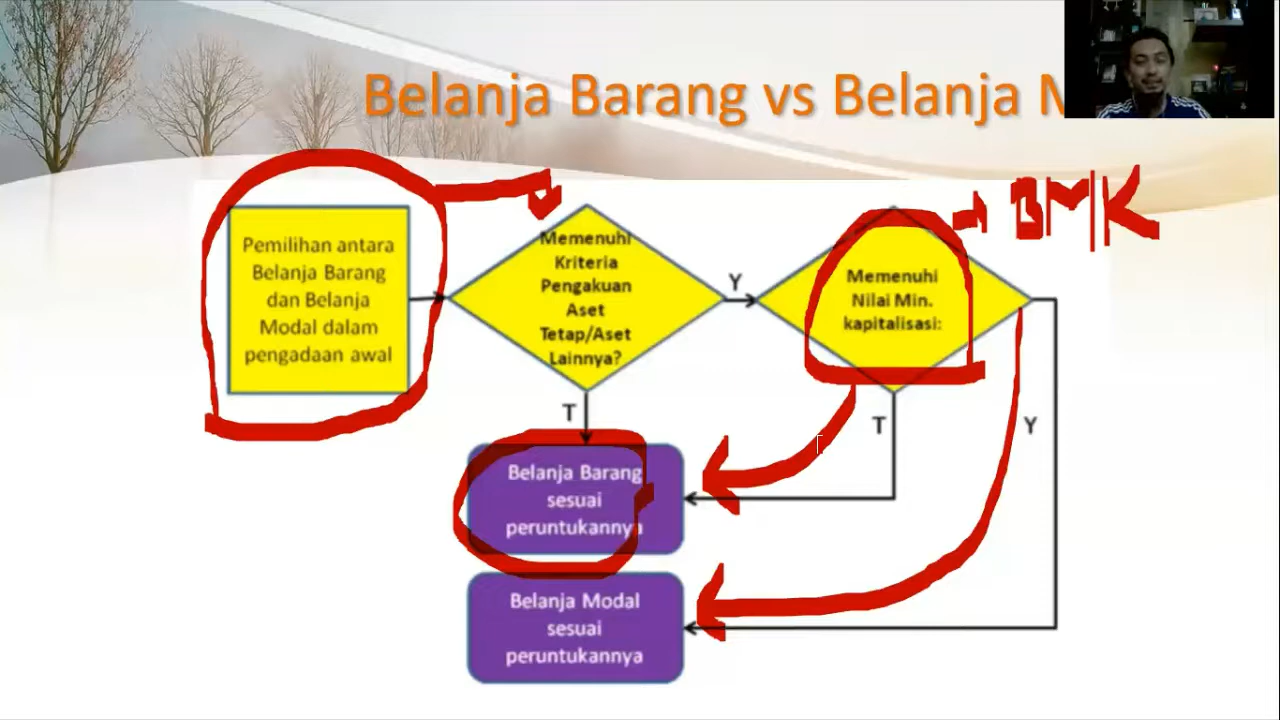 Belanja Barang vs Belanja M
BMK
Pemilihan antara
Belanja Barang
dan Belanja
Modal dalam
pengadaan awal
Memenuhi
Kriteria
Pengakuan
Aset
Tetap/Aset
Lainnya?
Y
Memenuhi
Nilai Min.
kapitalisasi:
T
T
Y
Belanja Barang
sesuai
peruntukannya
Belanja Modal
sesuai
peruntukannya